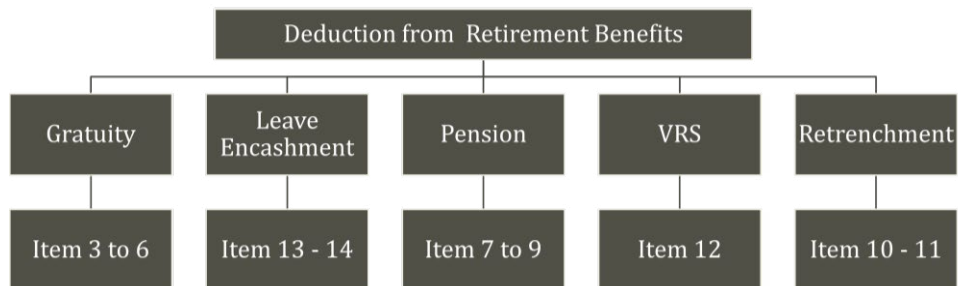 Deduction from Retirement Benefits
Gratuity
Leave
Encashment
Pension
VRS
Retrenchment
Item 3 to 6
Item 13 - 14
Item 7 to 9
Item 12
Item 10 - 11